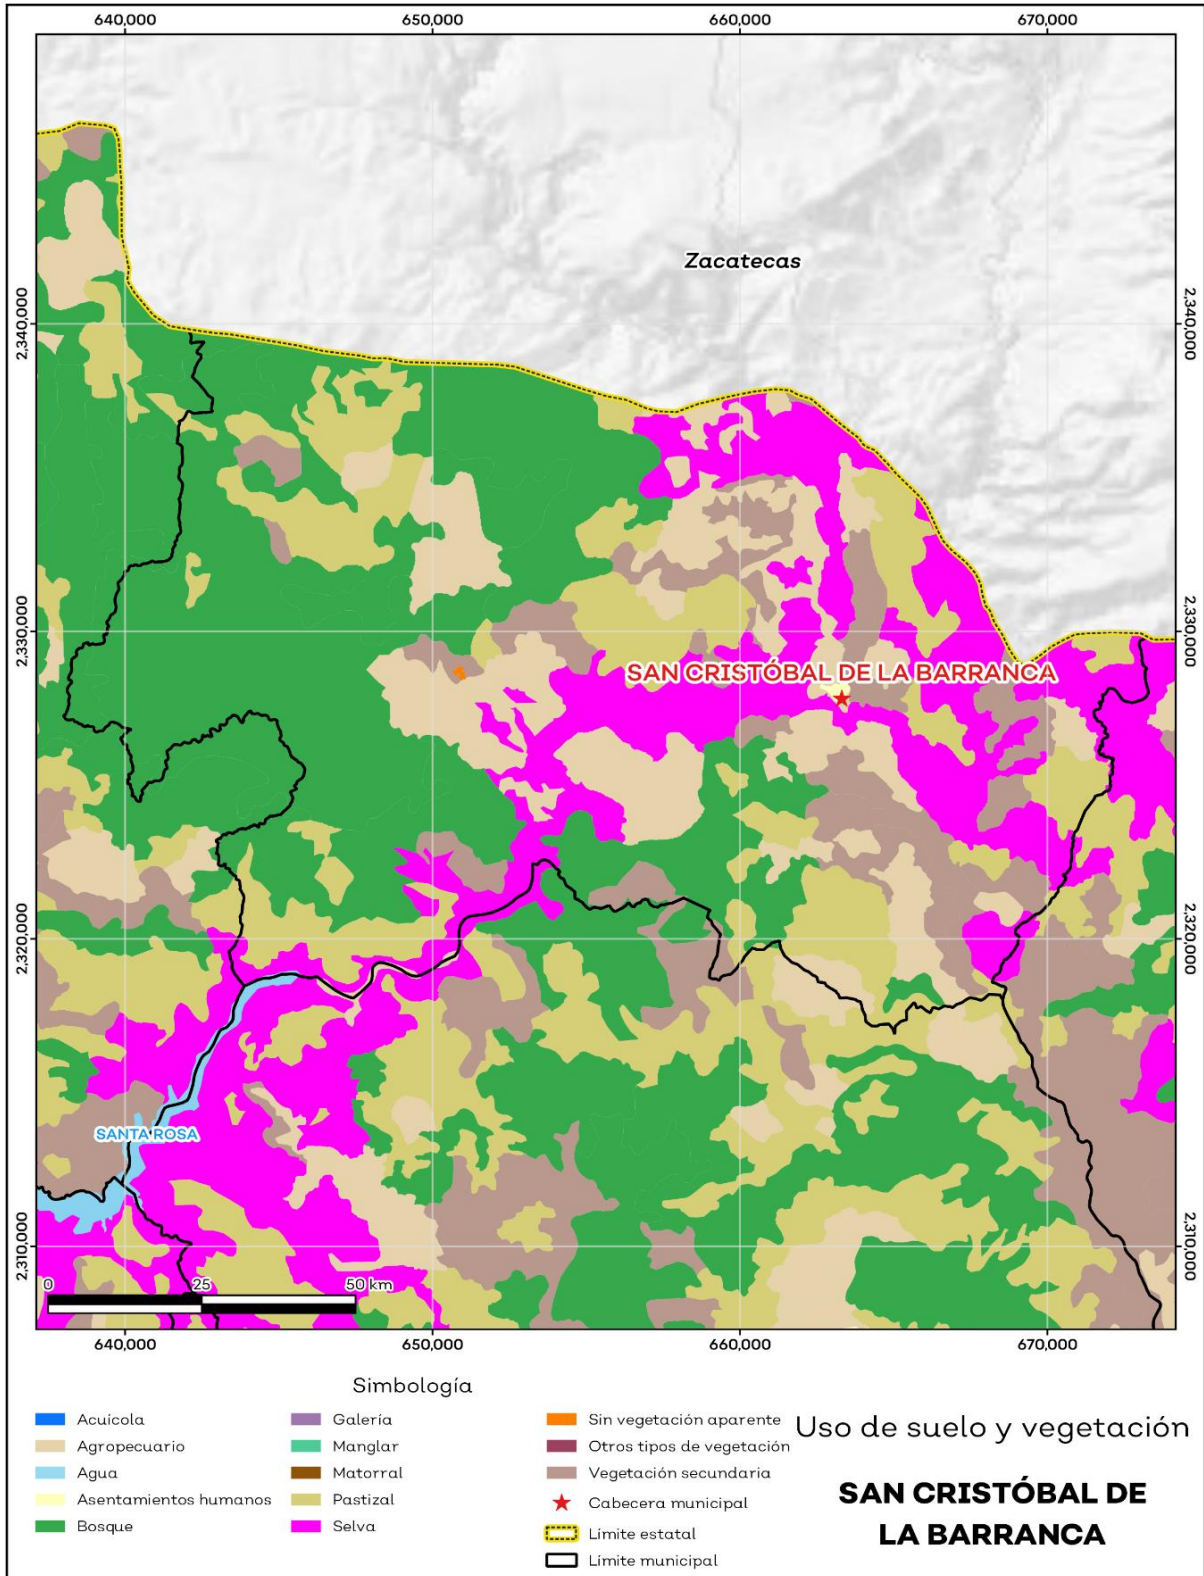 640,000 650,000 660,000 670,000
Zacatecas
2,340,000 2,340,000
2,330,000 2,330,000
SAN CRISTÓBAL DE LA BARRANCA
2,320,000 2,320,000
SANTA ROSA
2,310,000 2,310,000
0 25 50 km
640,000 650,000 660,000 670,000
Simbología
Acuícola
Agropecuario
Agua
Asentamientos humanos
Bosque
Galería
Manglar
Matorral
Pastizal
Selva
Sin vegetación aparente
Otros tipos de vegetación
Vegetación secundaria
Cabecera municipal
Límite estatal
Límite municipal
Uso de suelo y vegetación
SAN CRISTÓBAL DE
LA BARRANCA